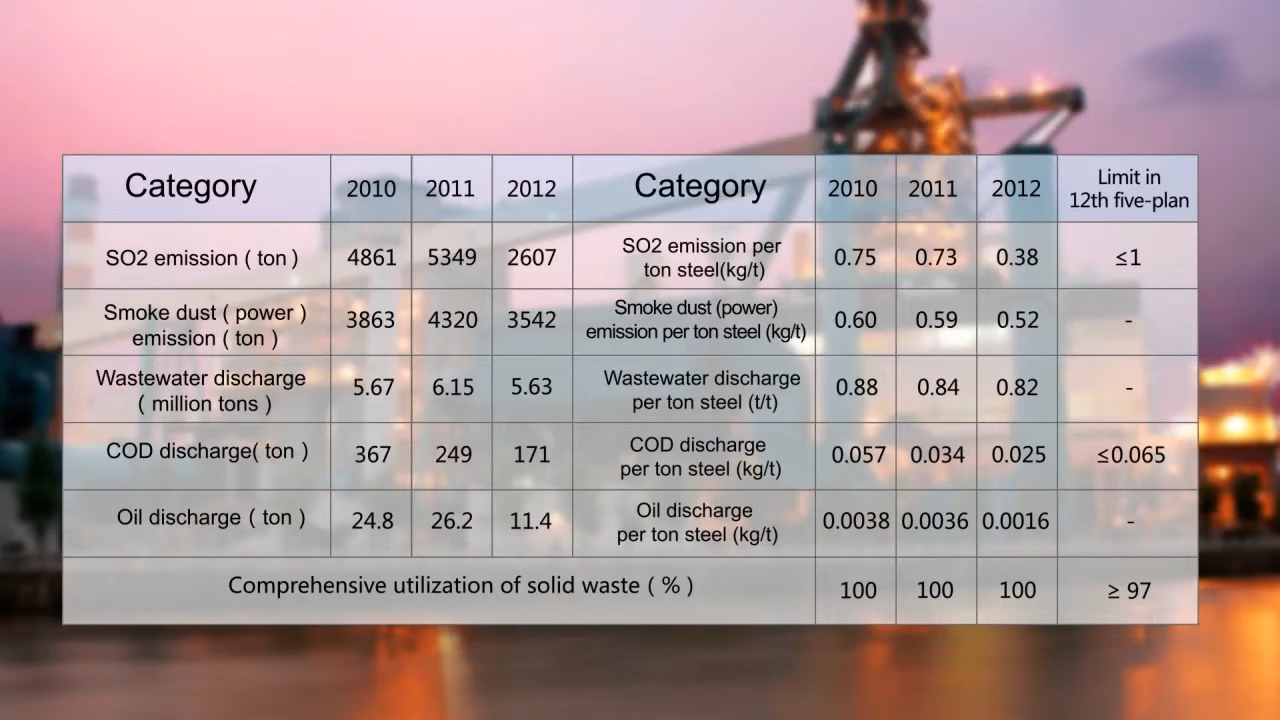 Category 2010 2011 2012 Category 2010 2011 2012 Limit in
12th five-plan
SO2 emission ( ton ) 4861 5349 2607 SO2 emission per
ton steel(kg/t) 0.75 0.73 0.38 ≤1
Smoke dust ( power )
emission ( ton ) 3863 4320 3542 Smoke dust (power)
emission per ton steel (kg/t) 0.60 0.59 0.52 -
Wastewater discharge
( million tons ) 5.67 6.15 5.63 Wastewater discharge
per ton steel (t/t) 0.88 0.84 0.82 -
COD discharge( ton ) 367 249 171 COD discharge
per ton steel (kg/t) 0.057 0.034 0.025 ≤0.065
Oil discharge ( ton ) 24.8 26.2 11.4 Oil discharge
per ton steel (kg/t) 0.0038 0.0036 0.0016 -
Comprehensive utilization of solid waste ( % ) 100 100 100 ≥ 97